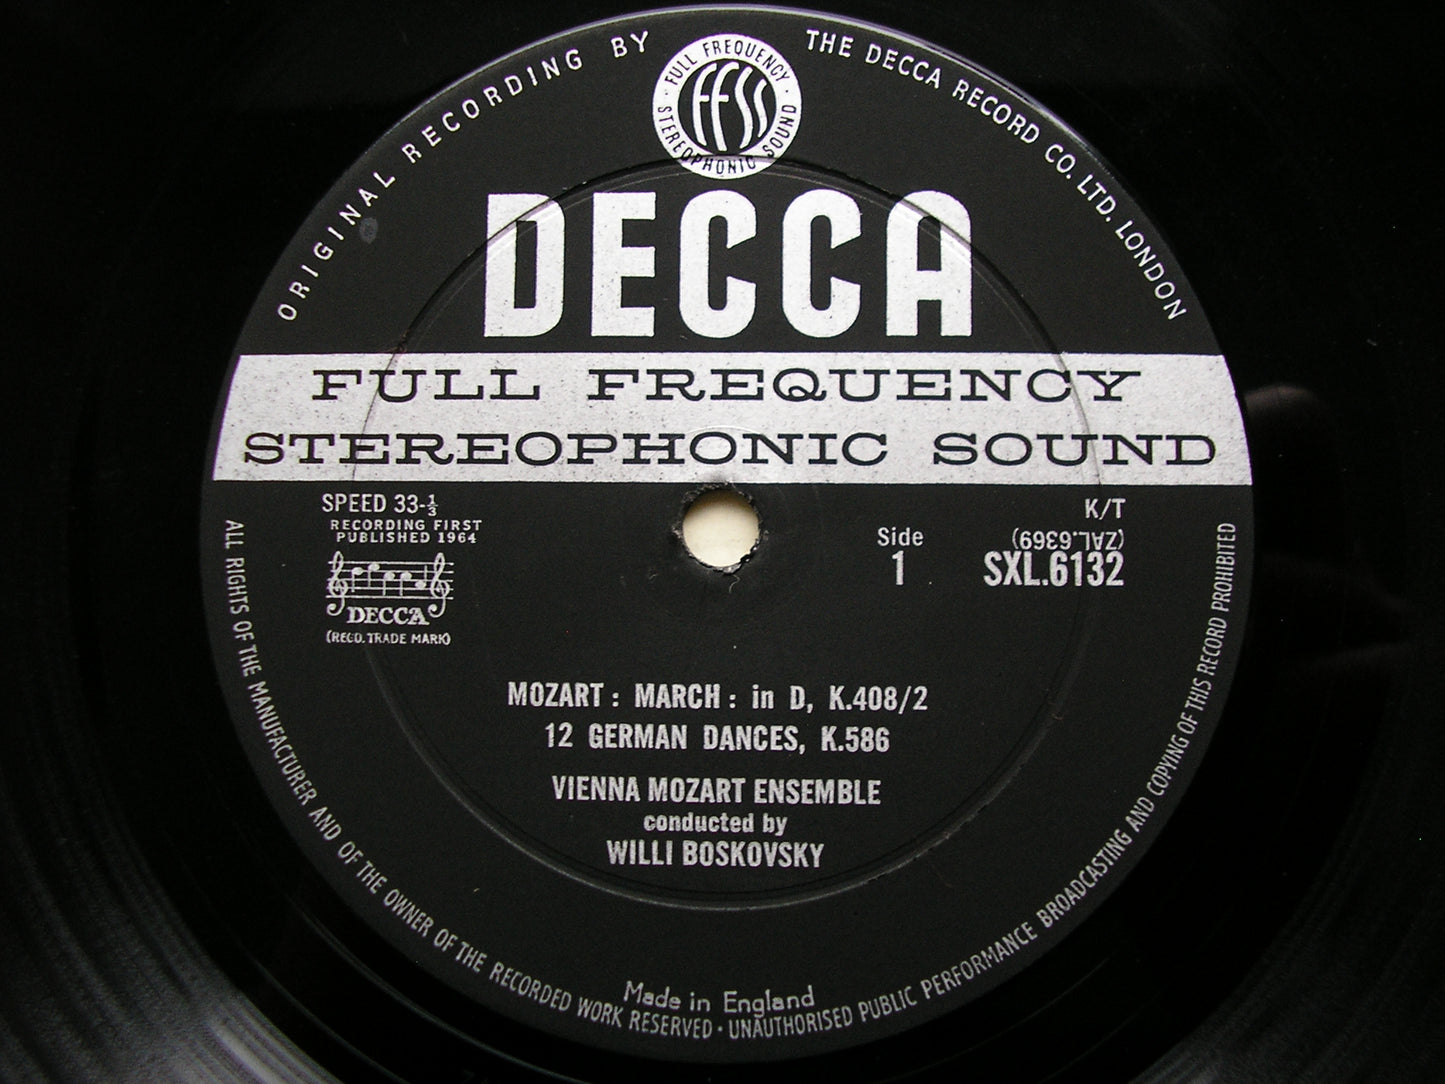 ORIGINAL RECORDING BY
THE DECCA RECORD CO. LTD. LONDON
· FULL FREQUENCY ·
FFSS
STEREOPHONIC SOUND
DECCA
FULL FREQUENCY
STEREOPHONIC SOUND
SPEED 33-⅓
RECORDING FIRST
PUBLISHED 1964
DECCA
(REGD. TRADE MARK)
Side
1
K/T
(ZAL.6369)
SXL.6132
MOZART : MARCH : in D, K.408/2
12 GERMAN DANCES, K.586
VIENNA MOZART ENSEMBLE
conducted by
WILLI BOSKOVSKY
Made in England
ALL RIGHTS OF THE MANUFACTURER AND OF THE OWNER OF THE RECORDED WORK RESERVED · UNAUTHORISED PUBLIC PERFORMANCE BROADCASTING AND COPYING OF THIS RECORD PROHIBITED